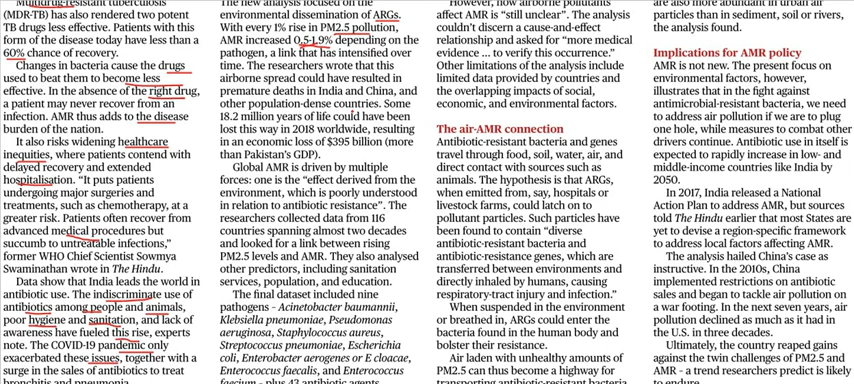 Multidrug-resistant tuberculosis
(MDR-TB) has also rendered two potent
TB drugs less effective. Patients with this
form of the disease today have less than a
60% chance of recovery.
Changes in bacteria cause the drugs
used to beat them to become less
effective. In the absence of the right drug,
a patient may never recover from an
infection. AMR thus adds to the disease
burden of the nation.
It also risks widening healthcare
inequities, where patients contend with
delayed recovery and extended
hospitalisation. “It puts patients
undergoing major surgeries and
treatments, such as chemotherapy, at a
greater risk. Patients often recover from
advanced medical procedures but
succumb to untreatable infections,”
former WHO Chief Scientist Sowmya
Swaminathan wrote in The Hindu.
Data show that India leads the world in
antibiotic use. The indiscriminate use of
antibiotics among people and animals,
poor hygiene and sanitation, and lack of
awareness have fueled this rise, experts
note. The COVID-19 pandemic only
exacerbated these issues, together with a
surge in the sales of antibiotics to treat
bronchitis and pneumonia.
The new analysis focused on the
environmental dissemination of ARGs.
With every 1% rise in PM2.5 pollution,
AMR increased 0.5-1.9% depending on the
pathogen, a link that has intensified over
time. The researchers wrote that this
airborne spread could have resulted in
premature deaths in India and China, and
other population-dense countries. Some
18.2 million years of life could have been
lost this way in 2018 worldwide, resulting
in an economic loss of $395 billion (more
than Pakistan’s GDP).
Global AMR is driven by multiple
forces: one is the “effect derived from the
environment, which is poorly understood
in relation to antibiotic resistance”. The
researchers collected data from 116
countries spanning almost two decades
and looked for a link between rising
PM2.5 levels and AMR. They also analysed
other predictors, including sanitation
services, population, and education.
The final dataset included nine
pathogens – Acinetobacter baumannii,
Klebsiella pneumoniae, Pseudomonas
aeruginosa, Staphylococcus aureus,
Streptococcus pneumoniae, Escherichia
coli, Enterobacter aerogenes or E cloacae,
Enterococcus faecalis, and Enterococcus
faecium – plus 43 antibiotic agents
However, how airborne pollutants
affect AMR is “still unclear”. The analysis
couldn’t discern a cause-and-effect
relationship and asked for “more medical
evidence ... to verify this occurrence.”
Other limitations of the analysis include
limited data provided by countries and
the overlapping impacts of social,
economic, and environmental factors.
The air-AMR connection
Antibiotic-resistant bacteria and genes
travel through food, soil, water, air, and
direct contact with sources such as
animals. The hypothesis is that ARGs,
when emitted from, say, hospitals or
livestock farms, could latch on to
pollutant particles. Such particles have
been found to contain “diverse
antibiotic-resistant bacteria and
antibiotic-resistance genes, which are
transferred between environments and
directly inhaled by humans, causing
respiratory-tract injury and infection.”
When suspended in the environment
or breathed in, ARGs could enter the
bacteria found in the human body and
bolster their resistance.
Air laden with unhealthy amounts of
PM2.5 can thus become a highway for
transporting antibiotic-resistant bacteria
are also more abundant in urban air
particles than in sediment, soil or rivers,
the analysis found.
Implications for AMR policy
AMR is not new. The present focus on
environmental factors, however,
illustrates that in the fight against
antimicrobial-resistant bacteria, we need
to address air pollution if we are to plug
one hole, while measures to combat other
drivers continue. Antibiotic use in itself is
expected to rapidly increase in low- and
middle-income countries like India by
2050.
In 2017, India released a National
Action Plan to address AMR, but sources
told The Hindu earlier that most States are
yet to devise a region-specific framework
to address local factors affecting AMR.
The analysis hailed China’s case as
instructive. In the 2010s, China
implemented restrictions on antibiotic
sales and began to tackle air pollution on
a war footing. In the next seven years, air
pollution declined as much as it had in
the U.S. in three decades.
Ultimately, the country reaped gains
against the twin challenges of PM2.5 and
AMR – a trend researchers predict is likely
to endure.